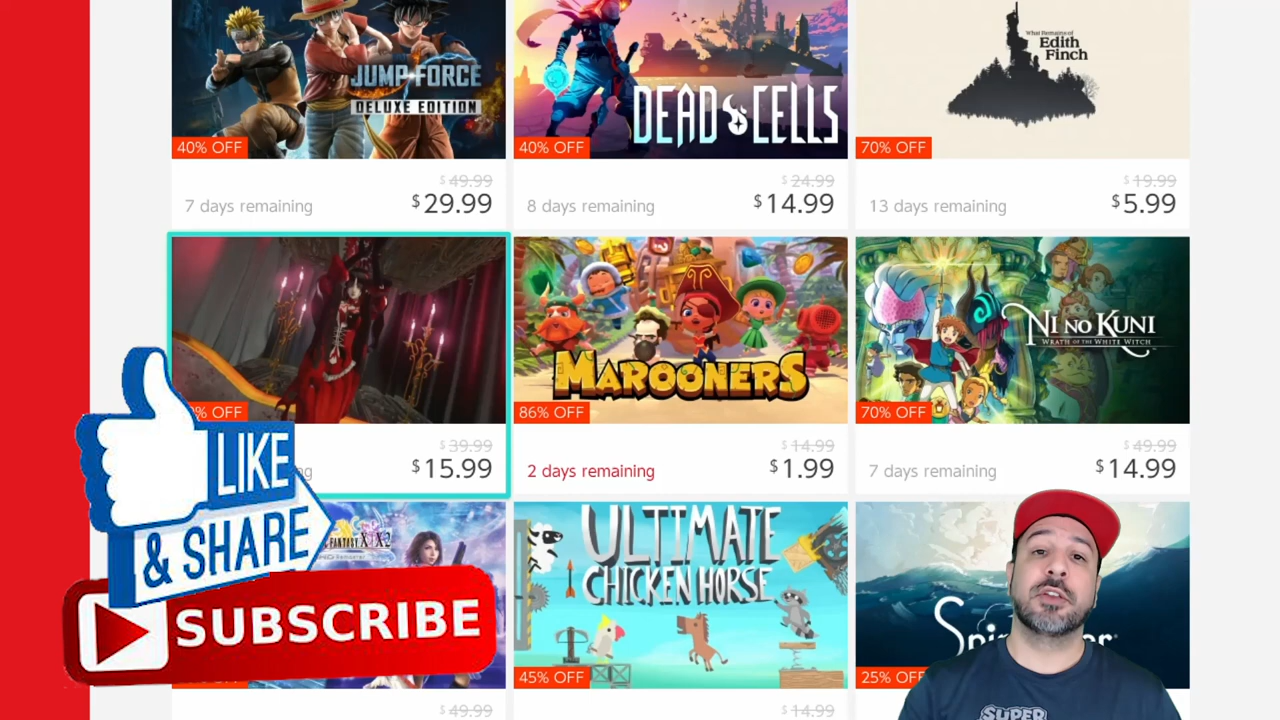 JUMP FORCE
DELUXE EDITION
40% OFF
$49.99
7 days remaining
$29.99
DEAD CELLS
40% OFF
$24.99
8 days remaining
$14.99
What Remains of
Edith
Finch
70% OFF
$19.99
13 days remaining
$5.99
% OFF
$39.99
$15.99
MAROONERS
86% OFF
$14.99
2 days remaining
$1.99
NI NO KUNI
WRATH OF THE WHITE WITCH™
70% OFF
$49.99
7 days remaining
$14.99
LIKE
& SHARE
SUBSCRIBE
FANTASY X|X-2
$49.99
ULTIMATE
CHICKEN HORSE
45% OFF
$14.99
25% OFF
SUPER